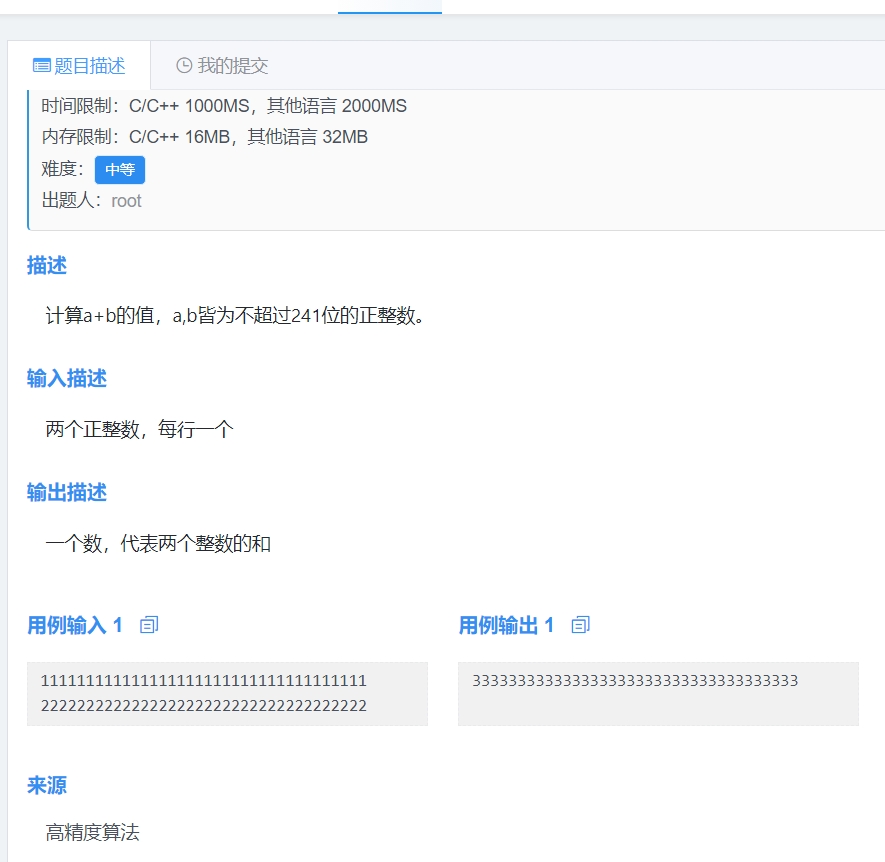 题目描述
我的提交
时间限制：C/C++ 1000MS，其他语言 2000MS
内存限制：C/C++ 16MB，其他语言 32MB
难度：中等
出题人：root
描述
计算a+b的值，a,b皆为不超过241位的正整数。
输入描述
两个正整数，每行一个
输出描述
一个数，代表两个整数的和
用例输入 1
用例输出 1
111111111111111111111111111111111111
222222222222222222222222222222222222
333333333333333333333333333333333333
来源
高精度算法